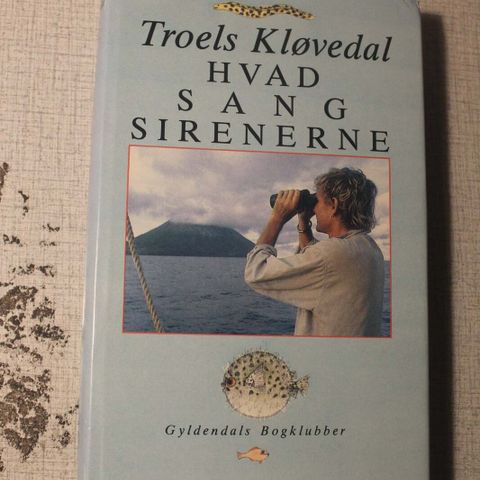 Troels Kløvedal
HVAD
SANG
SIRENERNE
Gyldendals Bogklubber